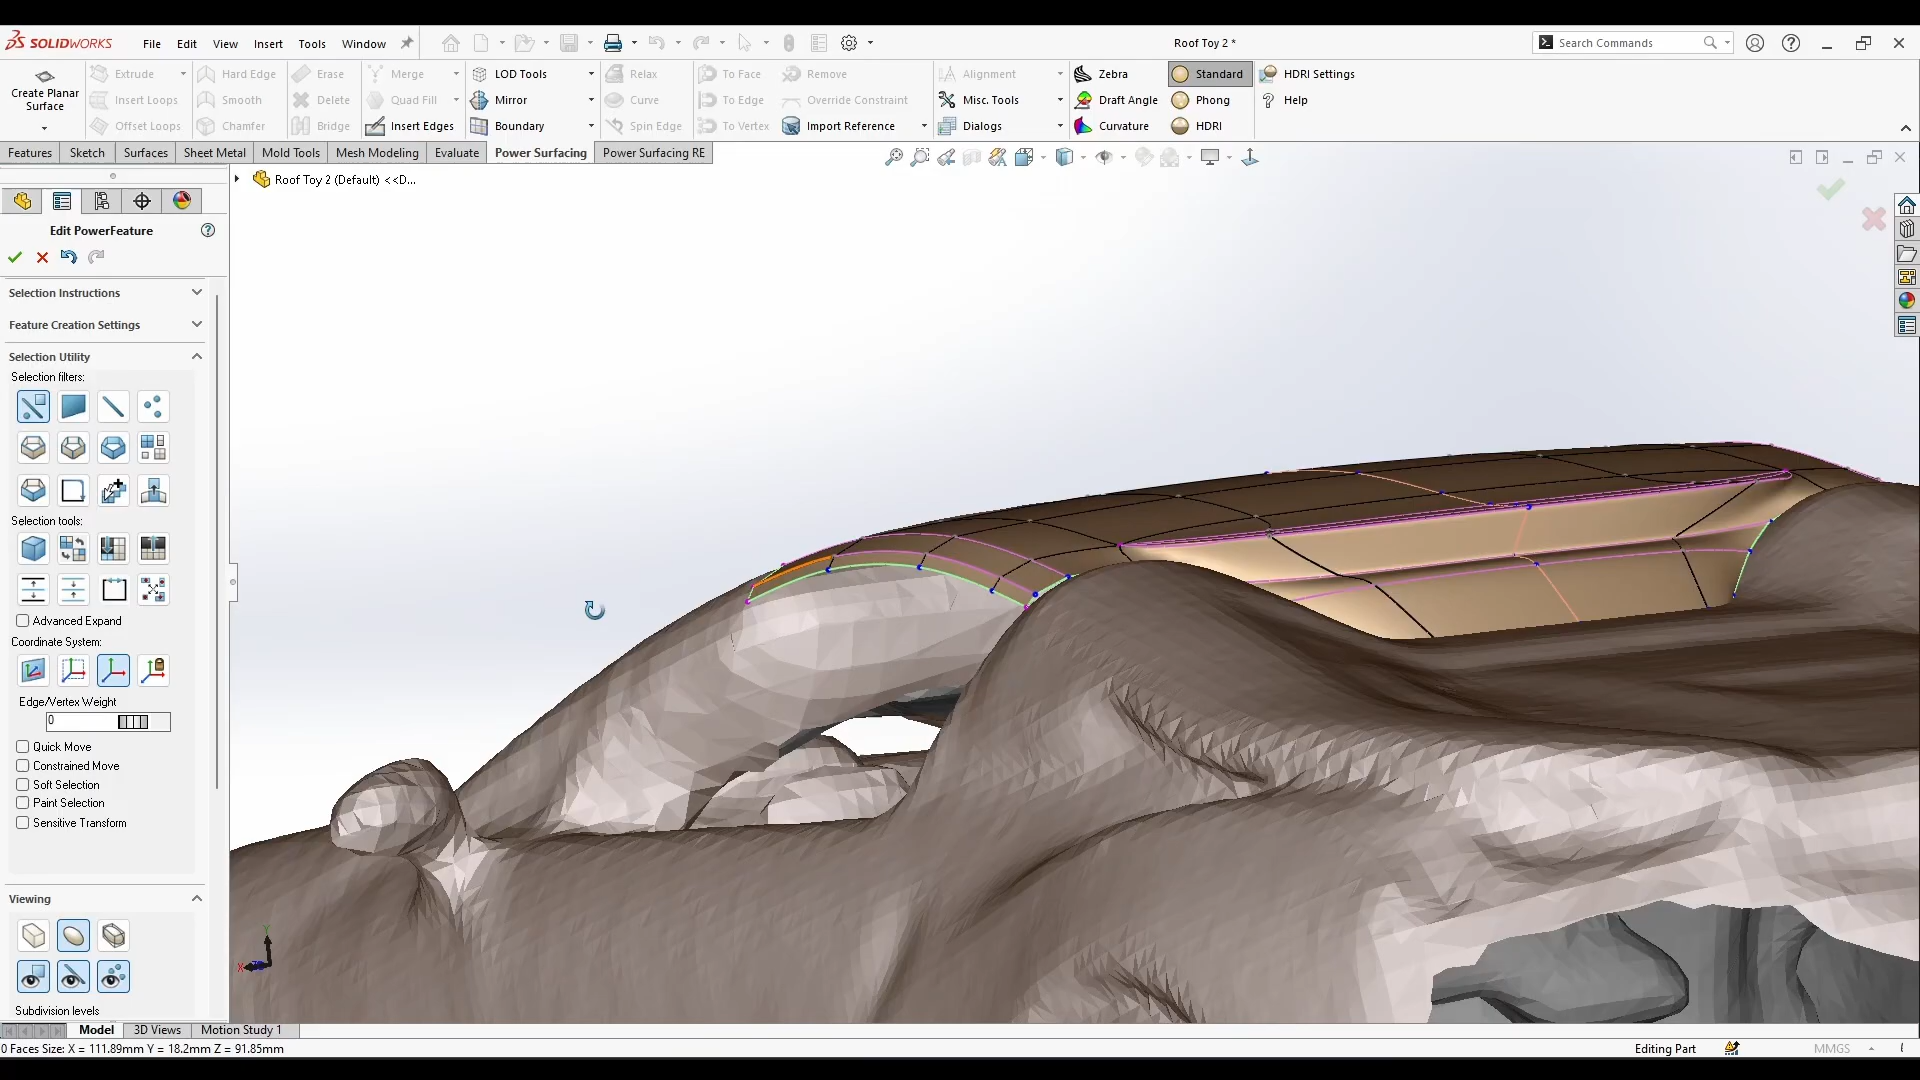 SOLIDWORKS File Edit View Insert Tools Window Roof Toy 2 * Search Commands
Extrude Hard Edge Erase Merge LOD Tools Relax To Face Remove Alignment Zebra Standard HDRI Settings
Create Planar Surface Insert Loops Smooth Delete Quad Fill Mirror Curve To Edge Override Constraint Misc. Tools Draft Angle Phong Help
Offset Loops Chamfer Bridge Insert Edges Boundary Spin Edge To Vertex Import Reference Dialogs Curvature HDRI
Features Sketch Surfaces Sheet Metal Mold Tools Mesh Modeling Evaluate Power Surfacing Power Surfacing RE
Roof Toy 2 (Default) <<D...
Edit PowerFeature
Selection Instructions
Feature Creation Settings
Selection Utility
Selection filters:
Selection tools:
Advanced Expand
Coordinate System:
Edge/Vertex Weight
0
Quick Move
Constrained Move
Soft Selection
Paint Selection
Sensitive Transform
Viewing
Y
X
Subdivision levels
Model 3D Views Motion Study 1
0 Faces Size: X = 111.89mm Y = 18.2mm Z = 91.85mm Editing Part MMGS